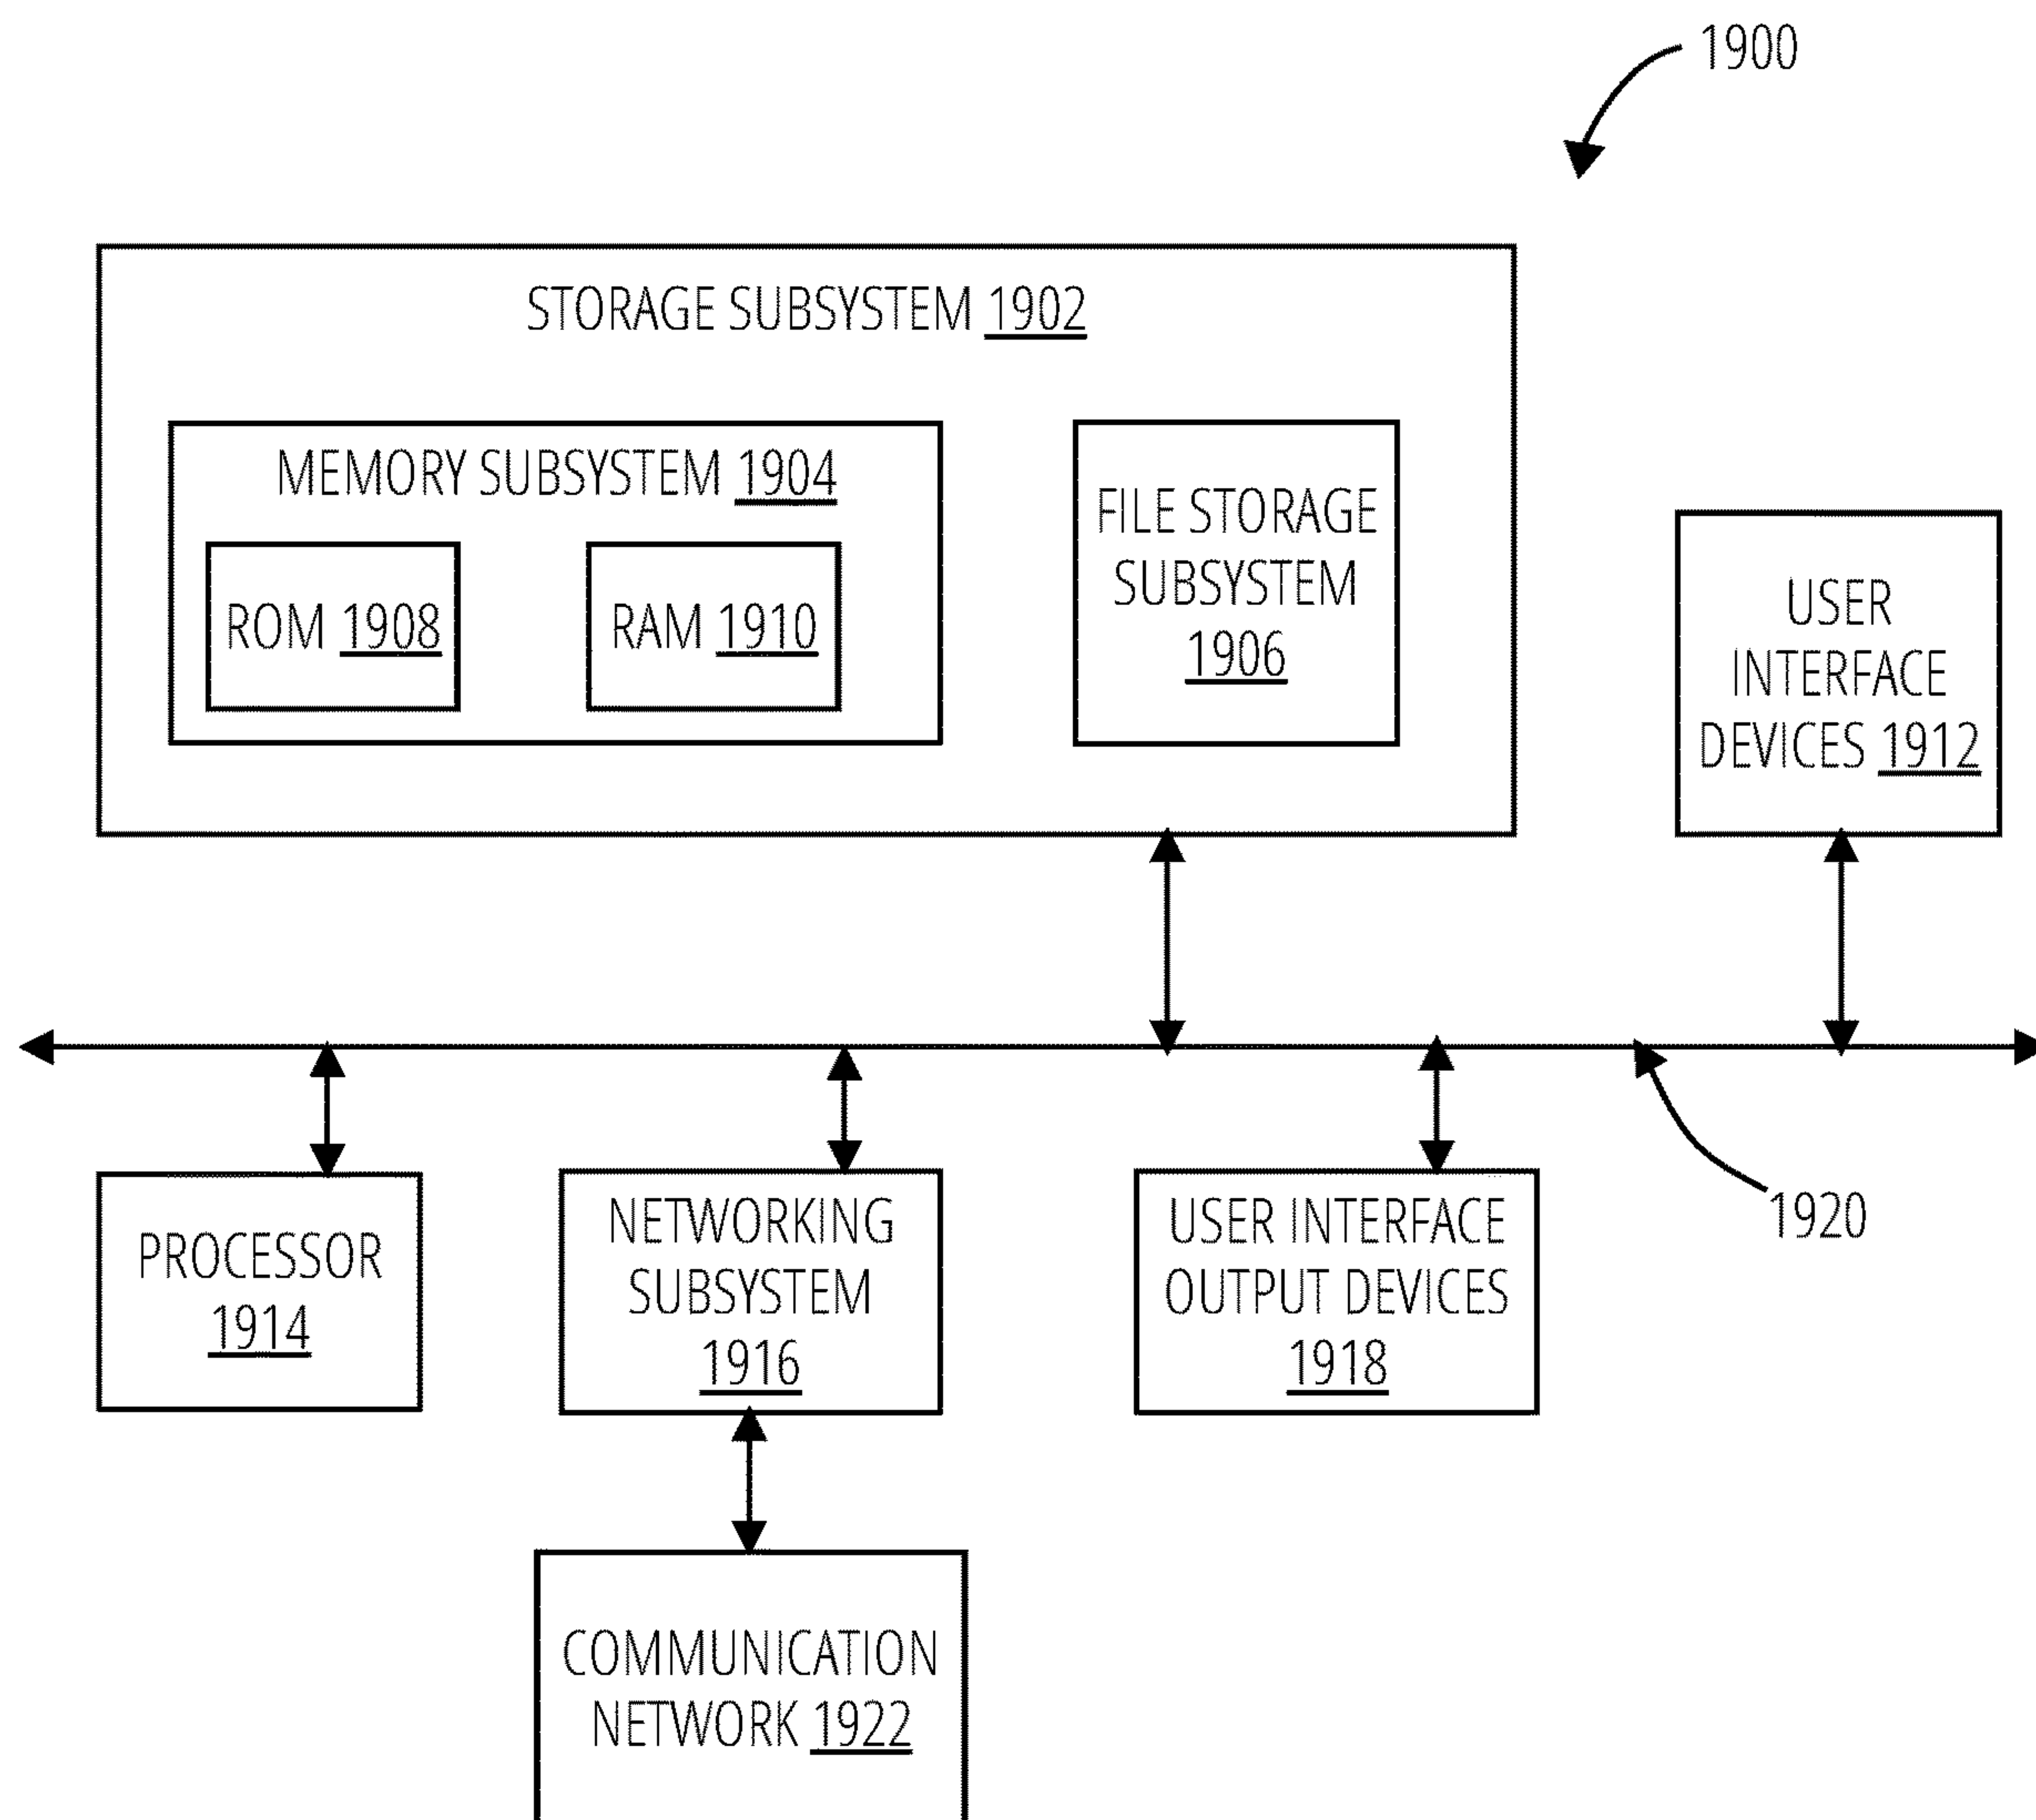 1900
STORAGE SUBSYSTEM 1902
MEMORY SUBSYSTEM 1904
ROM 1908
RAM 1910
FILE STORAGE
SUBSYSTEM
1906
USER
INTERFACE
DEVICES 1912
PROCESSOR
1914
NETWORKING
SUBSYSTEM
1916
USER INTERFACE
OUTPUT DEVICES
1918
1920
COMMUNICATION
NETWORK 1922